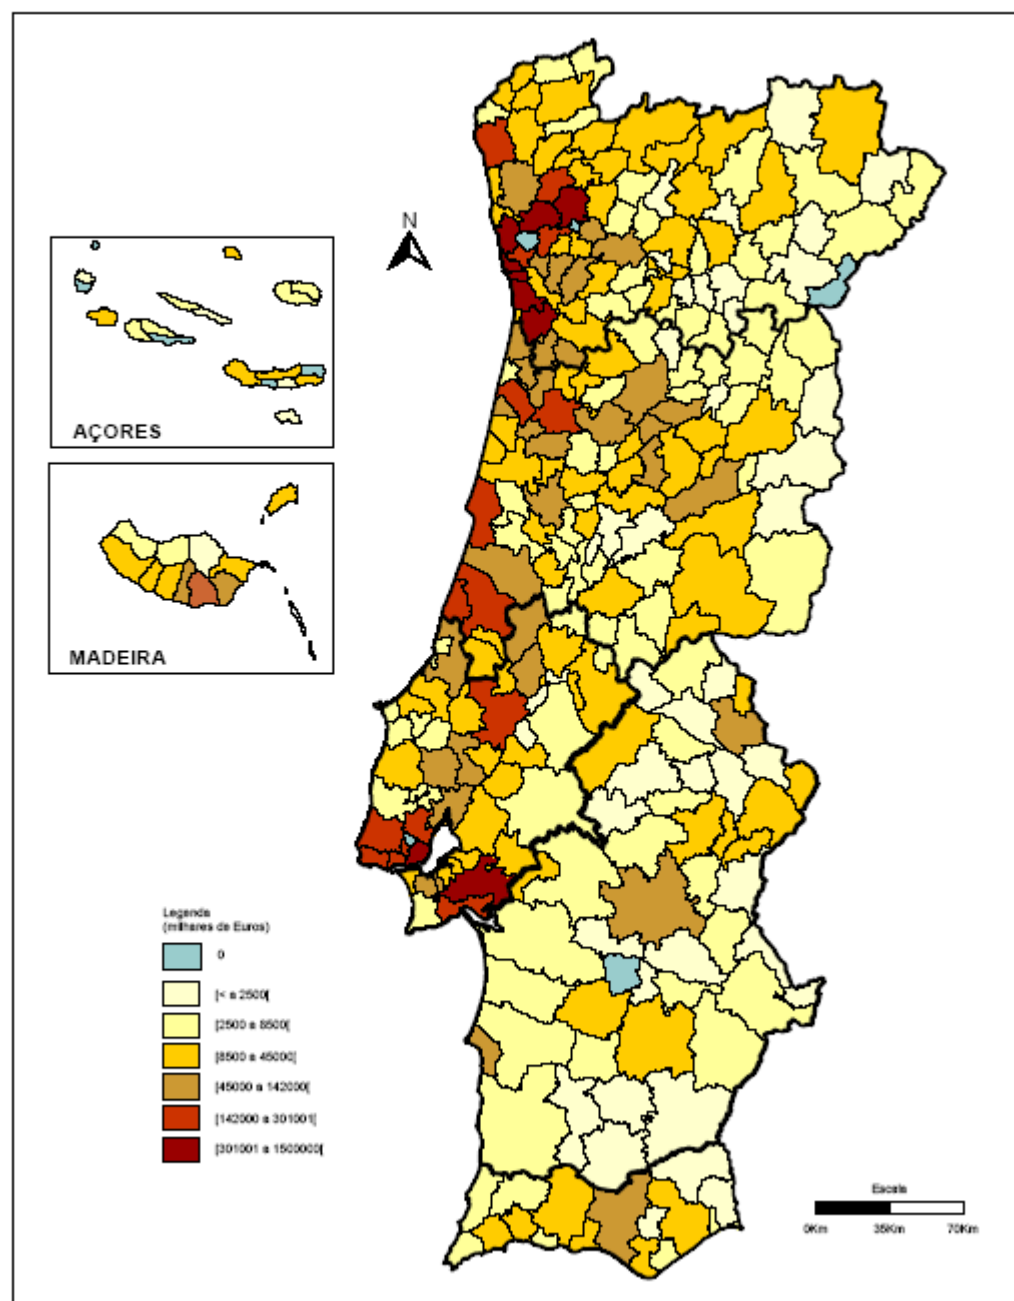 N
AÇORES
MADEIRA
Legenda
(milhares de Euros)
0
[< a 2500[
[2500 a 8500[
[8500 a 45000[
[45000 a 142000[
[142000 a 301001[
[301001 a 1500000[
Escala
0Km 35Km 70Km